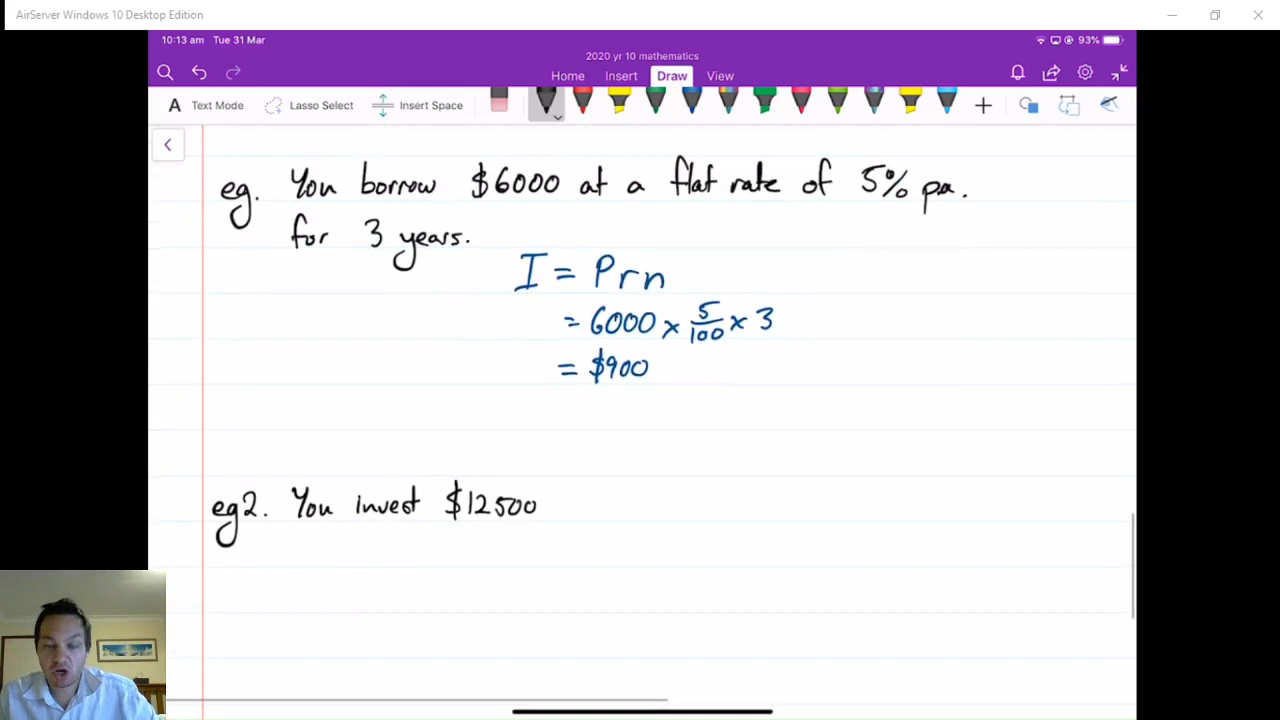 AirServer Windows 10 Desktop Edition
10:13 am Tue 31 Mar
93%
2020 yr 10 mathematics
Home Insert Draw View
A Text Mode Lasso Select Insert Space
eg. You borrow $6000 at a flat rate of 5% pa.
for 3 years.
I = Prn
= 6000 × 5/100 × 3
= $900
eg2. You invest $12500